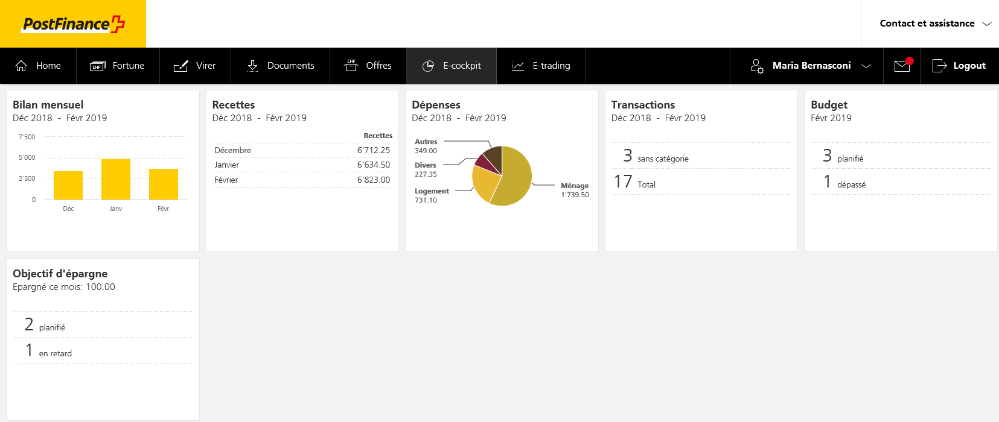 PostFinance
Contact et assistance
Home
Fortune
Virer
Documents
Offres
E-cockpit
E-trading
Maria Bernasconi
Logout
CHF
CHF
Bilan mensuel
Déc 2018 - Févr 2019
7'500
5'000
2'500
0
Déc Janv Févr
Recettes
Déc 2018 - Févr 2019
Recettes
Décembre 6'712.25
Janvier 6'634.50
Février 6'823.00
Dépenses
Déc 2018 - Févr 2019
Autres
349.00
Divers
227.35
Logement
731.10
Ménage
1'739.50
Transactions
Déc 2018 - Févr 2019
3 sans catégorie
17 Total
Budget
Févr 2019
3 planifié
1 dépassé
Objectif d'épargne
Epargné ce mois: 100.00
2 planifié
1 en retard